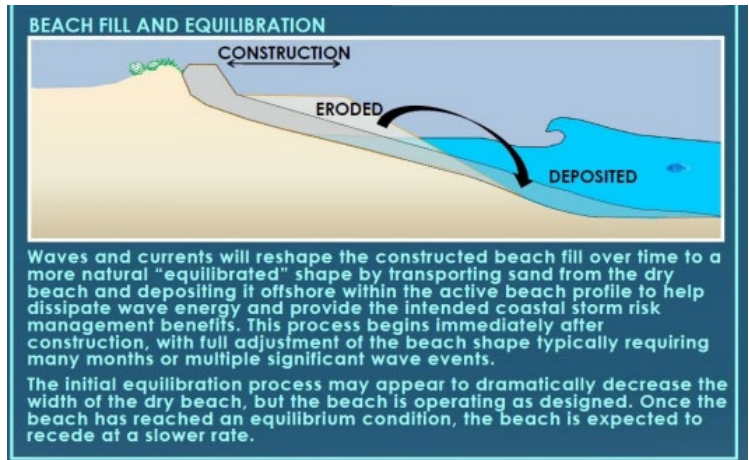 BEACH FILL AND EQUILIBRATION
CONSTRUCTION
ERODED
DEPOSITED
Waves and currents will reshape the constructed beach fill over time to a
more natural “equilibrated” shape by transporting sand from the dry
beach and depositing it offshore within the active beach profile to help
dissipate wave energy and provide the intended coastal storm risk
management benefits. This process begins immediately after
construction, with full adjustment of the beach shape typically requiring
many months or multiple significant wave events.
The initial equilibration process may appear to dramatically decrease the
width of the dry beach, but the beach is operating as designed. Once the
beach has reached an equilibrium condition, the beach is expected to
recede at a slower rate.